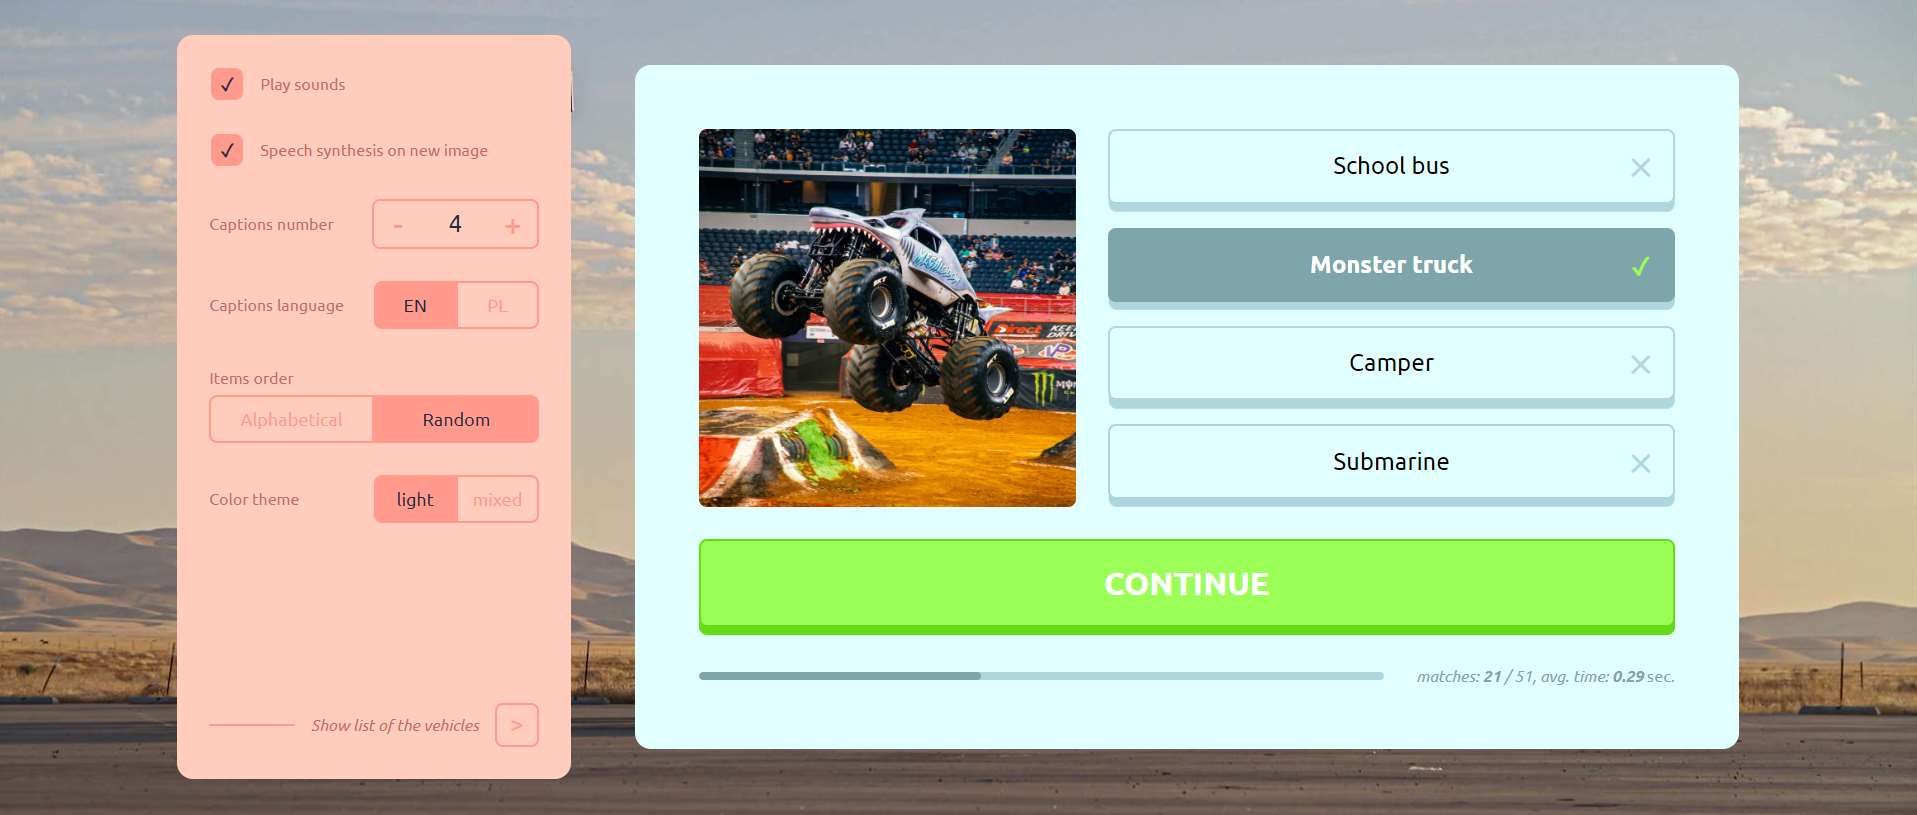 Play sounds
Speech synthesis on new image
Captions number
- 4 +
Captions language
EN PL
Items order
Alphabetical Random
Color theme
light mixed
Show list of the vehicles >
School bus
Monster truck
Camper
Submarine
CONTINUE
matches: 21 / 51, avg. time: 0.29 sec.